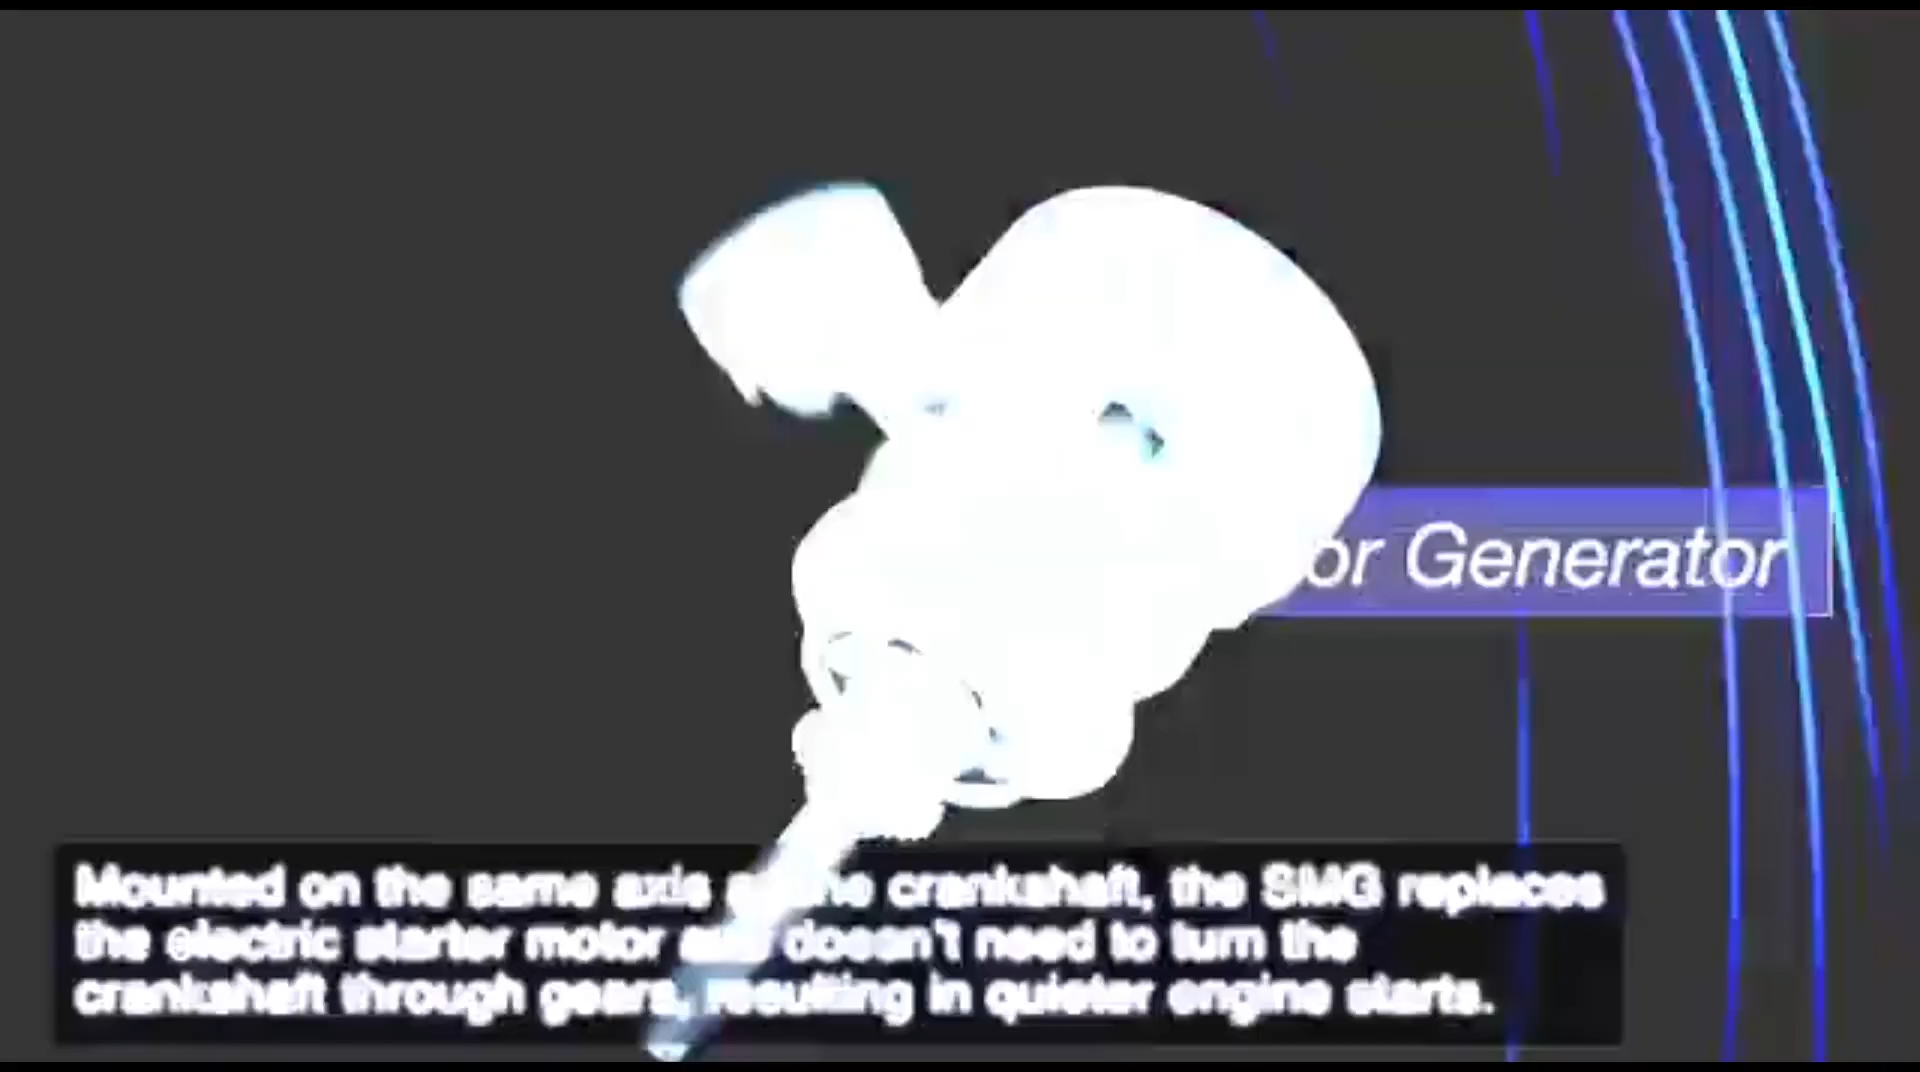 or Generator
Mounted on the same axis he crankshaft, the SMG replaces
the electric starter motor doesn't need to turn the
crankshaft through gears, resulting in quieter engine starts.